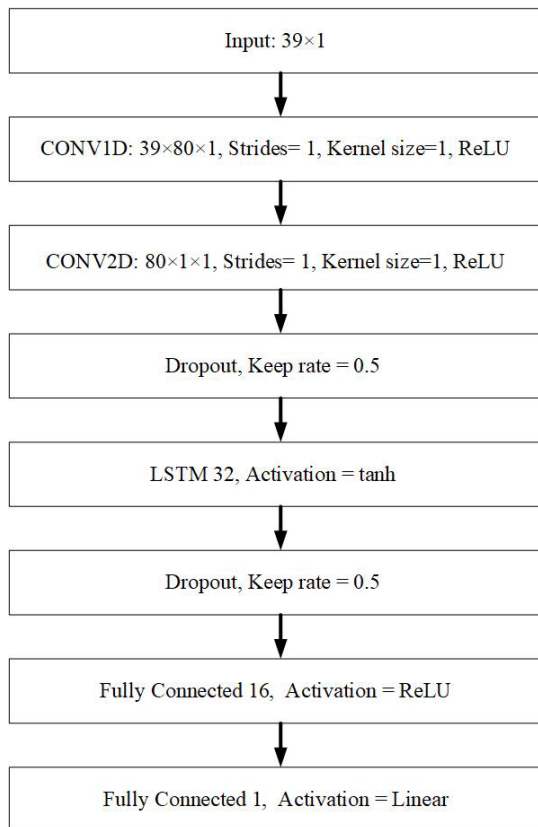 Input: 39×1
CONV1D: 39×80×1, Strides= 1, Kernel size=1, ReLU
CONV2D: 80×1×1, Strides= 1, Kernel size=1, ReLU
Dropout, Keep rate = 0.5
LSTM 32, Activation = tanh
Dropout, Keep rate = 0.5
Fully Connected 16, Activation = ReLU
Fully Connected 1, Activation = Linear